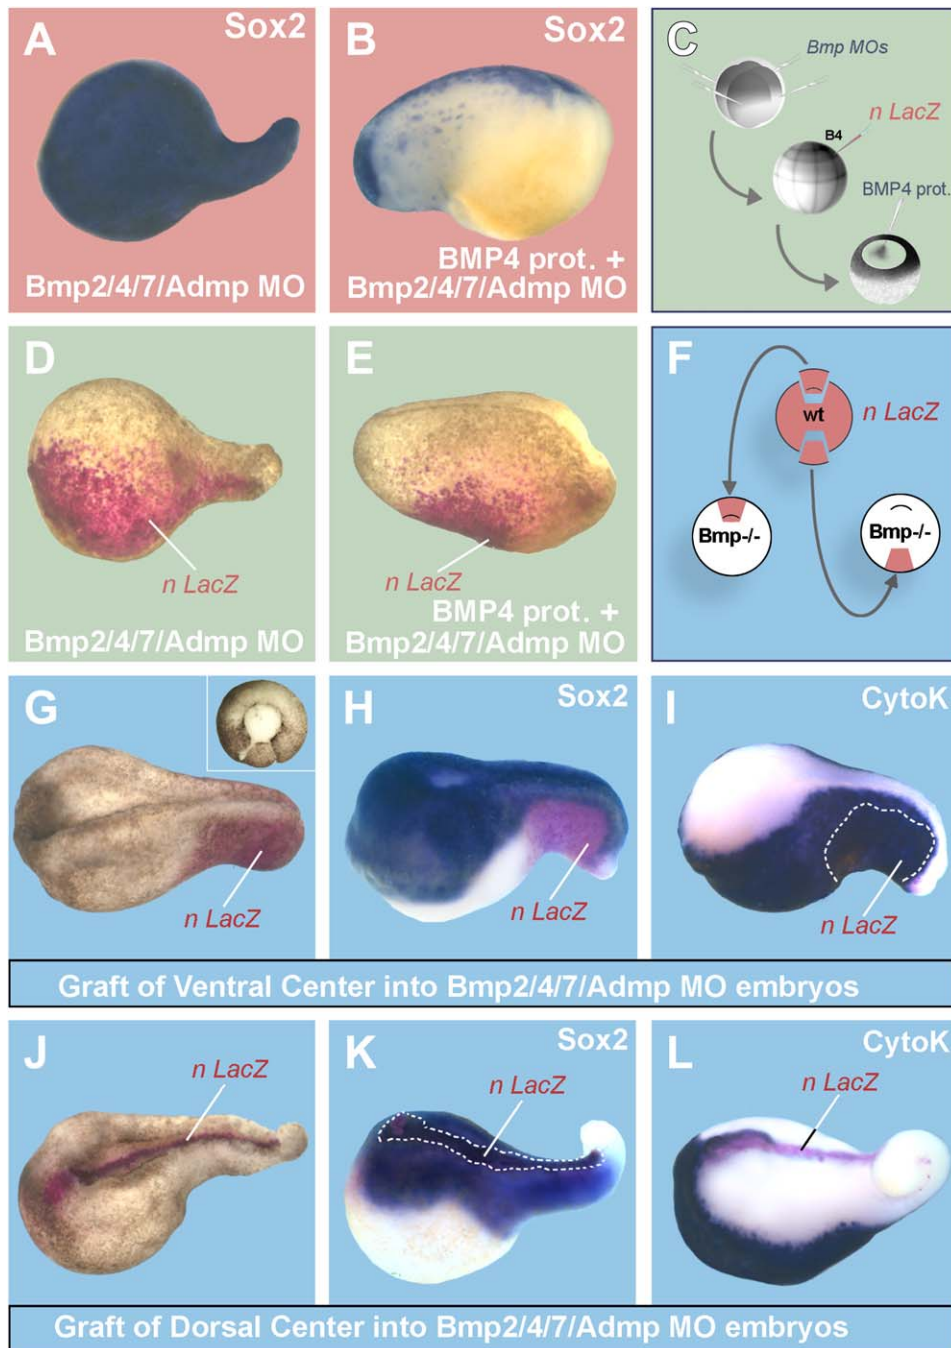 A
Sox2
Bmp2/4/7/Admp MO
B
Sox2
BMP4 prot. +
Bmp2/4/7/Admp MO
C
Bmp MOs
n LacZ
B4
BMP4 prot.
D
n LacZ
Bmp2/4/7/Admp MO
E
n LacZ
BMP4 prot. +
Bmp2/4/7/Admp MO
F
wt
n LacZ
Bmp-/-
Bmp-/-
G
n LacZ
H
Sox2
n LacZ
I
CytoK
n LacZ
Graft of Ventral Center into Bmp2/4/7/Admp MO embryos
J
n LacZ
K
Sox2
n LacZ
L
CytoK
n LacZ
Graft of Dorsal Center into Bmp2/4/7/Admp MO embryos